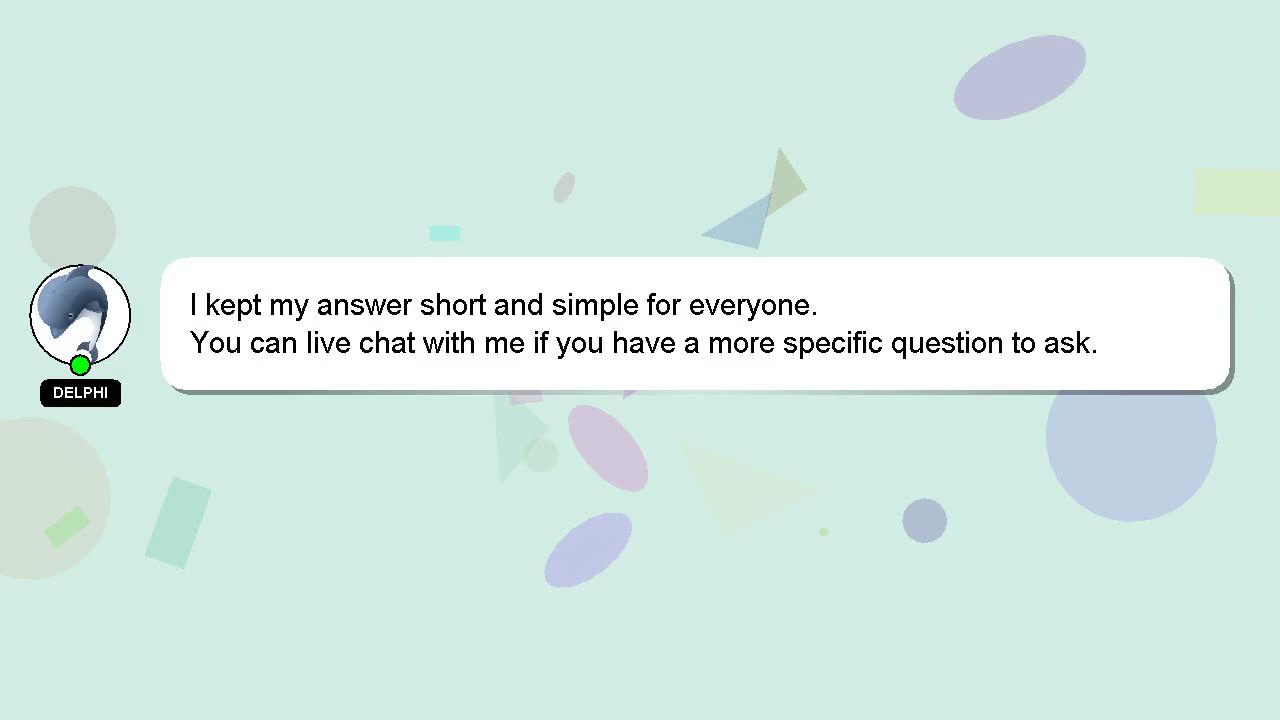 I kept my answer short and simple for everyone.
You can live chat with me if you have a more specific question to ask.
DELPHI